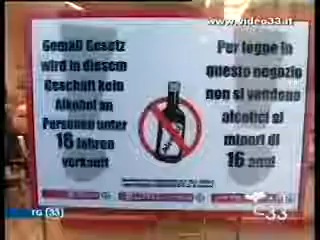 www.video33.it
Gemäß Gesetz
wird in diesem
Geschäft kein
Alkohol an
Personen unter
16 Jahren
verkauft
Per legge in
questo negozio
non si vendono
alcolici ai
minori di
16 anni
33
TG (33)